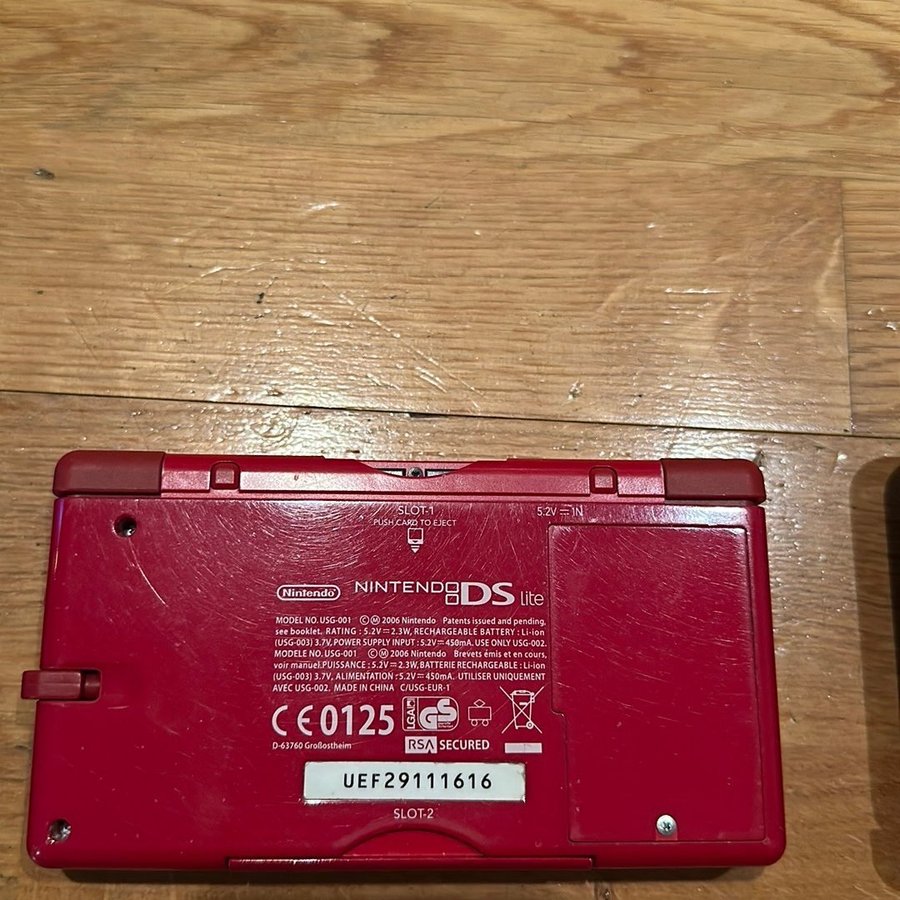 SLOT-1
PUSH CARD TO EJECT
5.2V ⎓ IN
Nintendo
NINTENDO DS lite
MODEL NO. USG-001 ©Ⓜ 2006 Nintendo Patents issued and pending,
see booklet. RATING : 5.2V⎓2.3W, RECHARGEABLE BATTERY : Li-ion
(USG-003) 3.7V, POWER SUPPLY INPUT : 5.2V⎓450mA. USE ONLY USG-002.
MODELE NO. USG-001 ©Ⓜ 2006 Nintendo Brevets émis et en cours,
voir manuel.PUISSANCE : 5.2V⎓2.3W, BATTERIE RECHARGEABLE : Li-ion
(USG-003) 3.7V, ALIMENTATION : 5.2V⎓450mA. UTILISER UNIQUEMENT
AVEC USG-002. MADE IN CHINA C/USG-EUR-1
CE0125
LGA
GS
D-63760 Großostheim
RSA SECURED
UEF29111616
SLOT-2